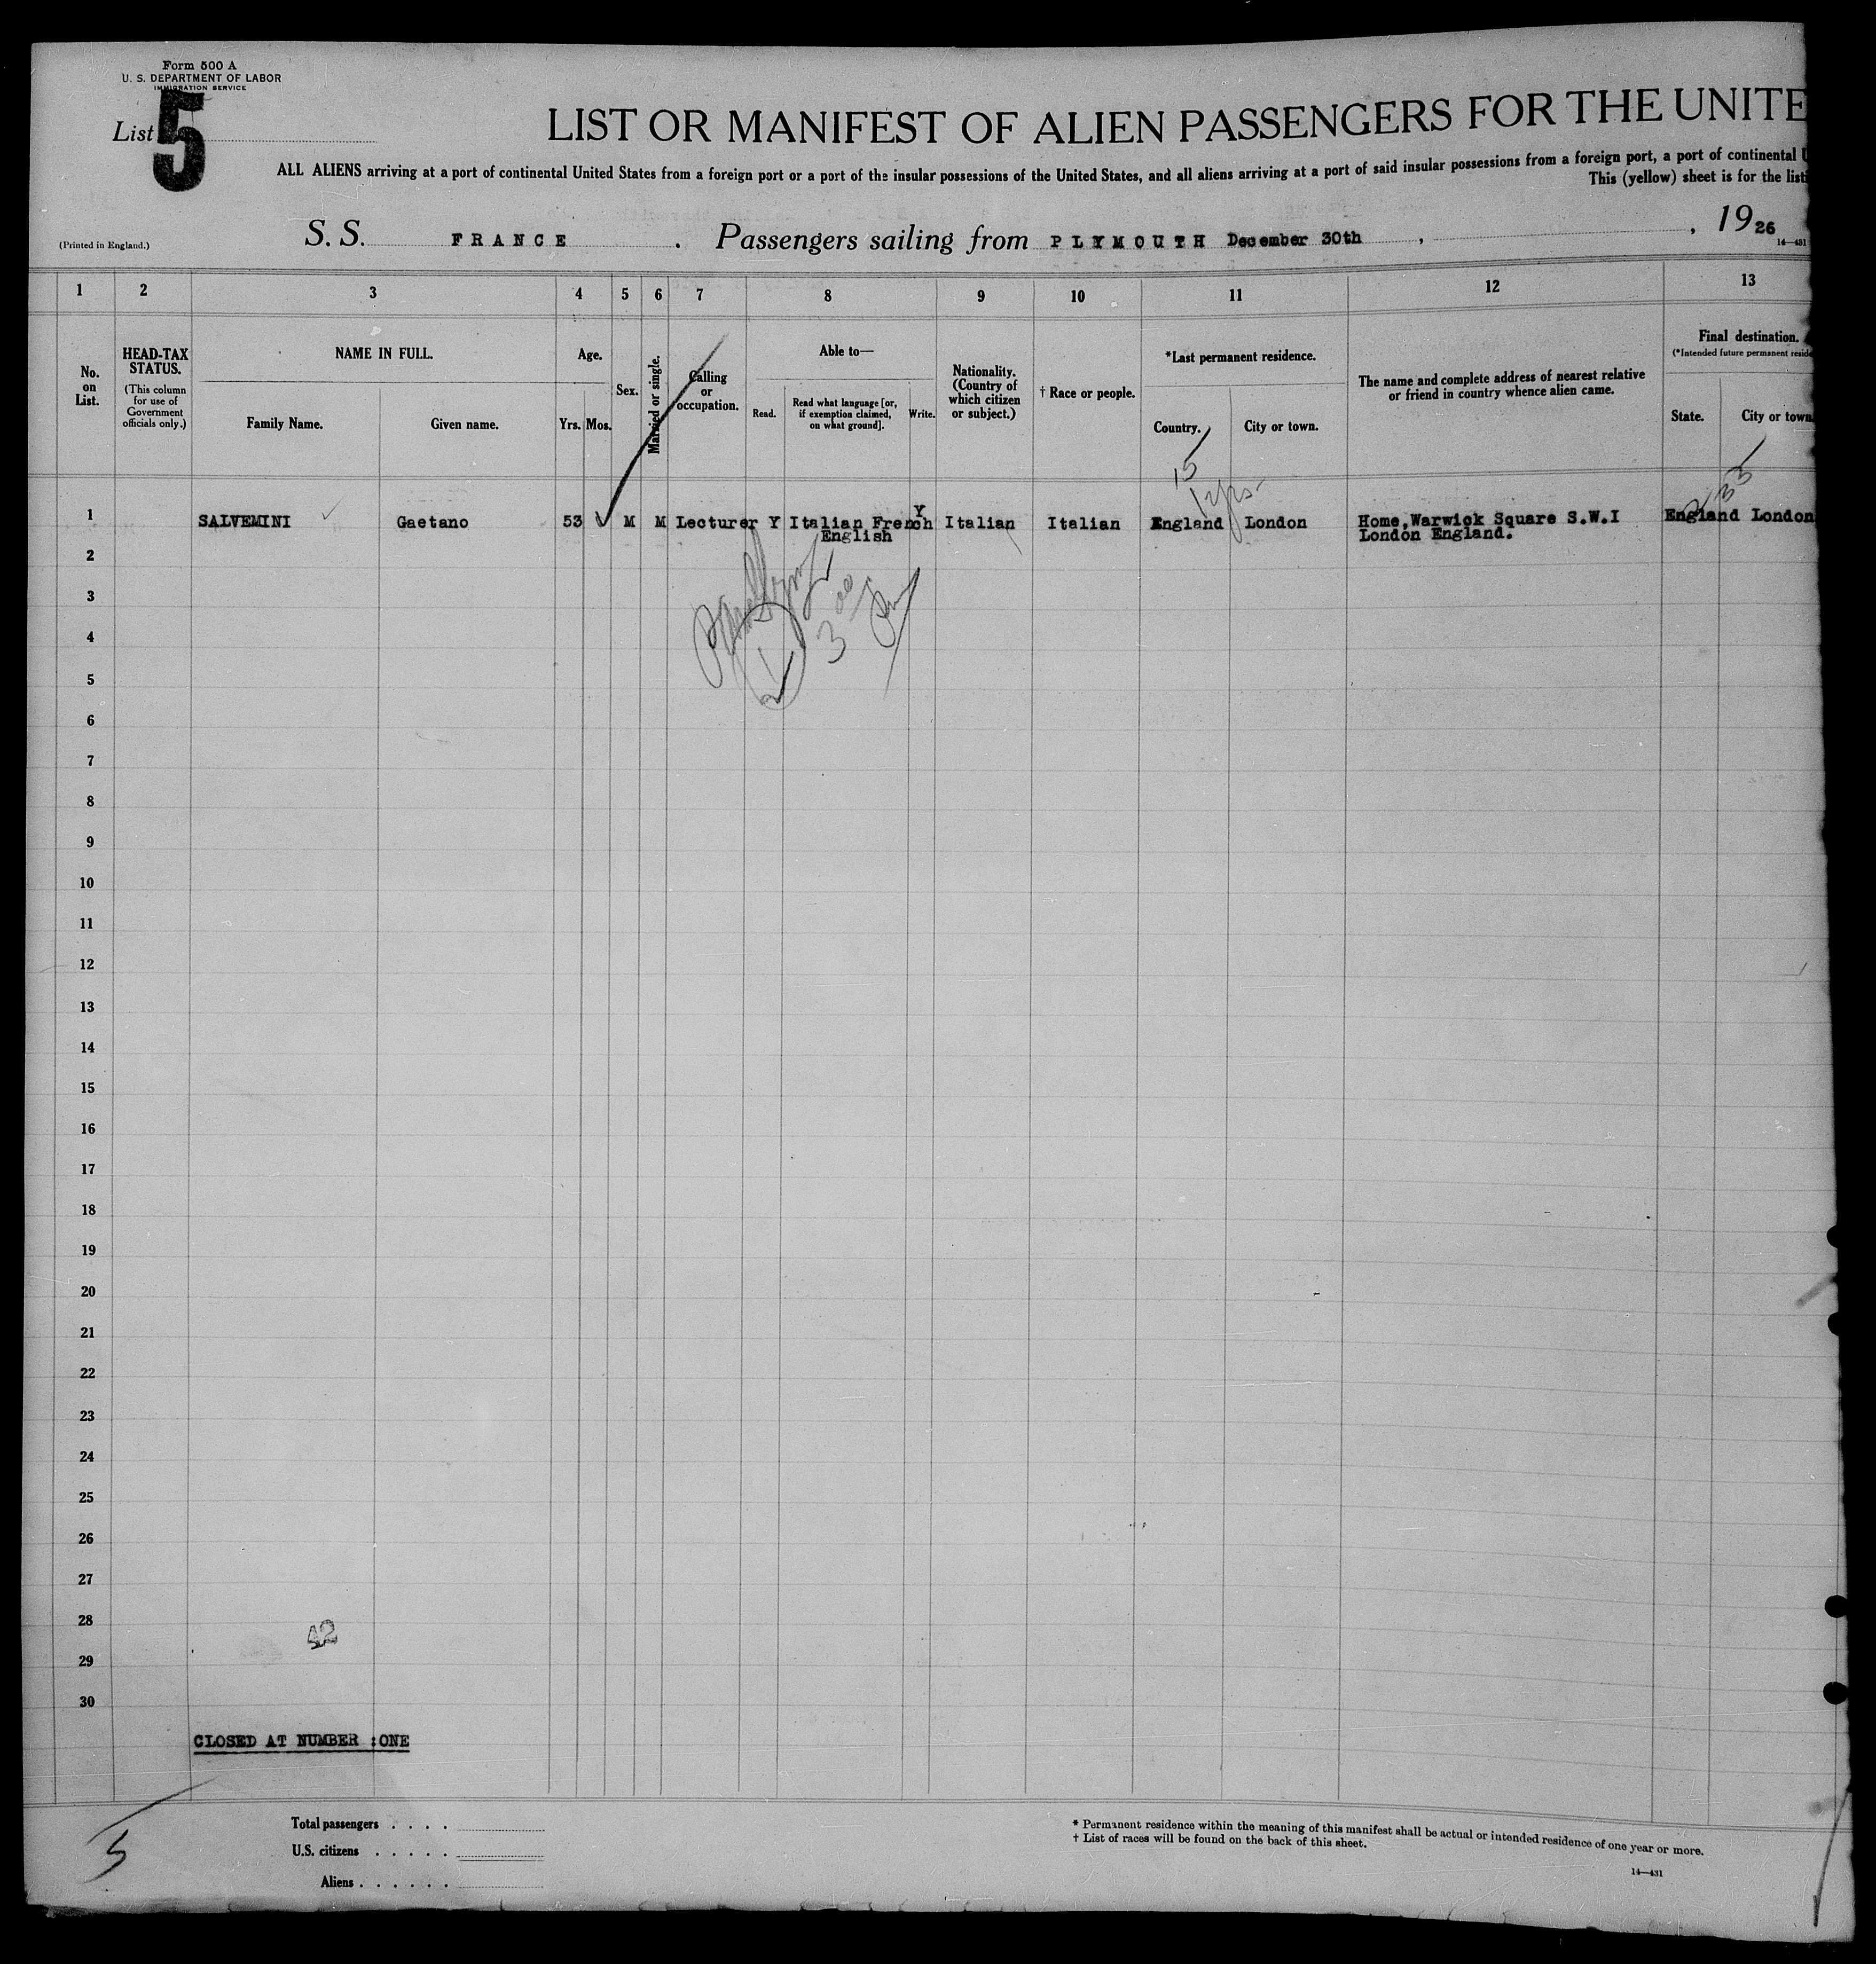 Form 500 A
U. S. DEPARTMENT OF LABOR
IMMIGRATION SERVICE
List 5
LIST OR MANIFEST OF ALIEN PASSENGERS FOR THE UNITE
ALL ALIENS arriving at a port of continental United States from a foreign port or a port of the insular possessions of the United States, and all aliens arriving at a port of said insular possessions from a foreign port, a port of continental U
This (yellow) sheet is for the listi
(Printed in England.)
S. S. FRANCE . Passengers sailing from PLYMOUTH December 30th , , 1926
14—431
1 2 3 4 5 6 7 8 9 10 11 12 13
No. on List.
HEAD-TAX STATUS.
(This column for use of Government officials only.)
NAME IN FULL.
Family Name. Given name.
Age.
Yrs. Mos.
Sex.
Married or single.
Calling or occupation.
Able to—
Read. Read what language [or, if exemption claimed, on what ground]. Write.
Nationality. (Country of which citizen or subject.)
† Race or people.
*Last permanent residence.
Country. City or town.
The name and complete address of nearest relative or friend in country whence alien came.
Final destination.
(*Intended future permanent reside
State. City or town
15
1 yrs.
33
1 SALVEMINI Gaetano 53 M M Lecturer Y Italian French Y Italian Italian England London Home,Warwick Square S.W.I England London
English London England.
2
3
3
4
5
6
7
8
9
10
11
12
13
14
15
16
17
18
19
20
21
22
23
24
25
26
27
28
42
29
30
CLOSED AT NUMBER :ONE
5
Total passengers . . . .
U.S. citizens . . . . .
Aliens . . . . . .
* Permanent residence within the meaning of this manifest shall be actual or intended residence of one year or more.
† List of races will be found on the back of this sheet.
14—431